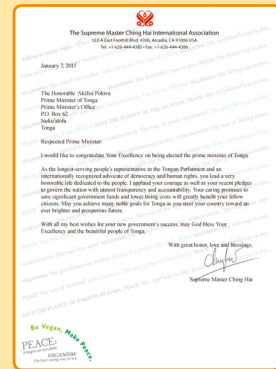 The Supreme Master Ching Hai International Association
122-A East Foothill Blvd. #306, Arcadia, CA 91006 USA
Tel: +1-626-444-4385 • Fax: +1-626-444-4386
January 7, 2015
The Honorable 'Akilisi Pohiva
Prime Minister of Tonga
Prime Minister's Office
P.O. Box 62
Nuku'alofa
Tonga
Respected Prime Minister:
I would like to congratulate Your Excellency on being elected the prime minister of Tonga.
As the longest-serving people's representative in the Tongan Parliament and an
internationally recognized advocate of democracy and human rights, you lead a very
honorable life dedicated to the people. I applaud your courage as well as your recent pledges
to govern the nation with utmost transparency and accountability. Your caring promises to
save significant government funds and lower living costs will greatly benefit your fellow
citizens. May you achieve many noble goals for Tonga as you steer your country toward an
ever brighter and prosperous future.
With all my best wishes for your new government's success, may God bless Your
Excellency and the beautiful people of Tonga.
With great honor, love and blessings,
Supreme Master Ching Hai
Be Vegan, Make Peace.
PEACE:
VEGANISM:
The finer saving way to live